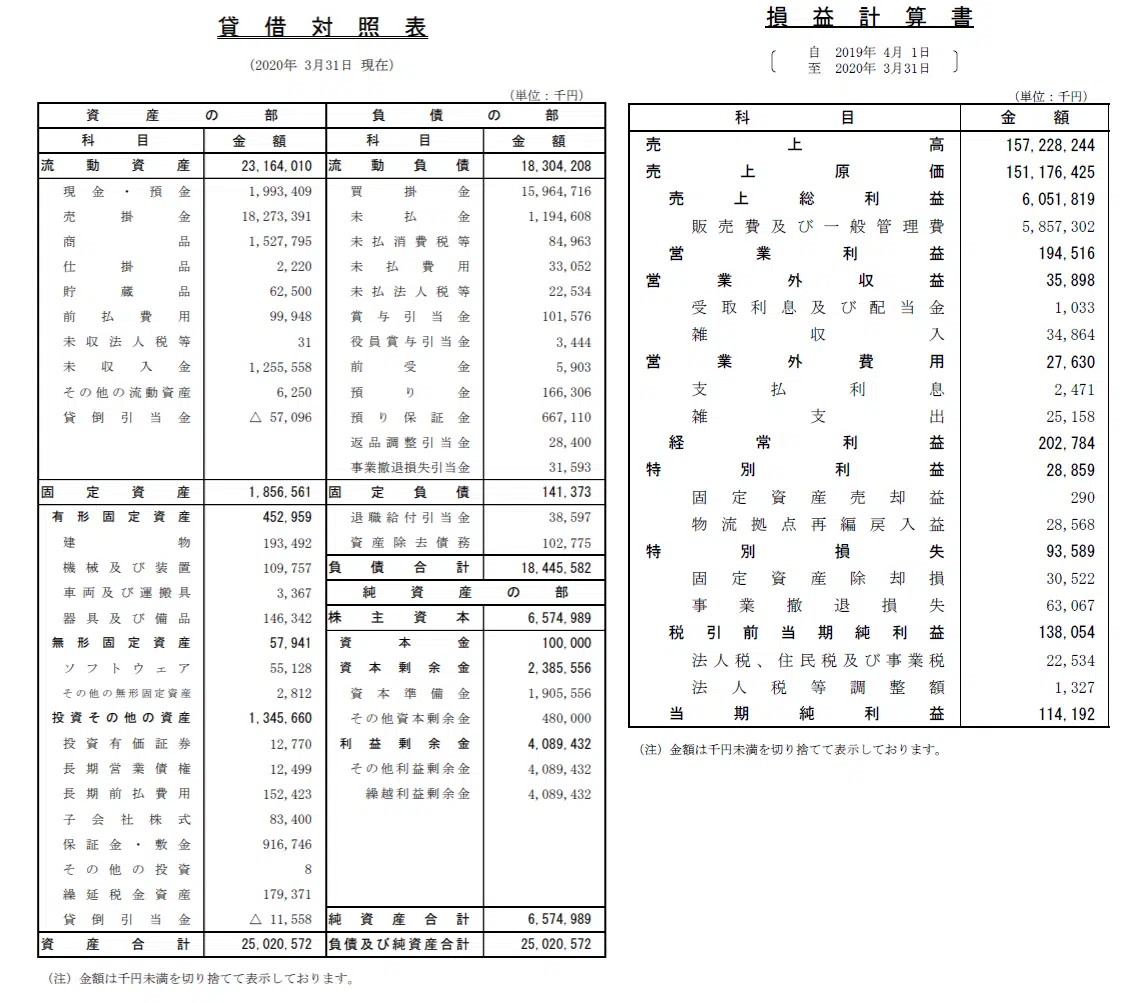 貸借対照表
(2020年 3月31日 現在)
(単位：千円)
資産の部 負債の部
科目 金額 科目 金額
流動資産 23,164,010 流動負債 18,304,208
現金・預金 1,993,409 買掛金 15,964,716
売掛金 18,273,391 未払金 1,194,608
商品 1,527,795 未払消費税等 84,963
仕掛品 2,220 未払費用 33,052
貯蔵品 62,500 未払法人税等 22,534
前払費用 99,948 賞与引当金 101,576
未収法人税等 31 役員賞与引当金 3,444
未収入金 1,255,558 前受金 5,903
その他の流動資産 6,250 預り金 166,306
貸倒引当金 △ 57,096 預り保証金 667,110
返品調整引当金 28,400
事業撤退損失引当金 31,593
固定資産 1,856,561 固定負債 141,373
有形固定資産 452,959 退職給付引当金 38,597
建物 193,492 資産除去債務 102,775
機械及び装置 109,757 負債合計 18,445,582
車両及び運搬具 3,367 純資産の部
器具及び備品 146,342 株主資本 6,574,989
無形固定資産 57,941 資本金 100,000
ソフトウェア 55,128 資本剰余金 2,385,556
その他の無形固定資産 2,812 資本準備金 1,905,556
投資その他の資産 1,345,660 その他資本剰余金 480,000
投資有価証券 12,770 利益剰余金 4,089,432
長期営業債権 12,499 その他利益剰余金 4,089,432
長期前払費用 152,423 繰越利益剰余金 4,089,432
子会社株式 83,400
保証金・敷金 916,746
その他の投資 8
繰延税金資産 179,371
貸倒引当金 △ 11,558 純資産合計 6,574,989
資産合計 25,020,572 負債及び純資産合計 25,020,572
(注) 金額は千円未満を切り捨てて表示しております。
損益計算書
自 2019年 4月 1日
至 2020年 3月31日
(単位：千円)
科目 金額
売上高 157,228,244
売上原価 151,176,425
売上総利益 6,051,819
販売費及び一般管理費 5,857,302
営業利益 194,516
営業外収益 35,898
受取利息及び配当金 1,033
雑収入 34,864
営業外費用 27,630
支払利息 2,471
雑支出 25,158
経常利益 202,784
特別利益 28,859
固定資産売却益 290
物流拠点再編戻入益 28,568
特別損失 93,589
固定資産除却損 30,522
事業撤退損失 63,067
税引前当期純利益 138,054
法人税、住民税及び事業税 22,534
法人税等調整額 1,327
当期純利益 114,192
(注) 金額は千円未満を切り捨てて表示しております。